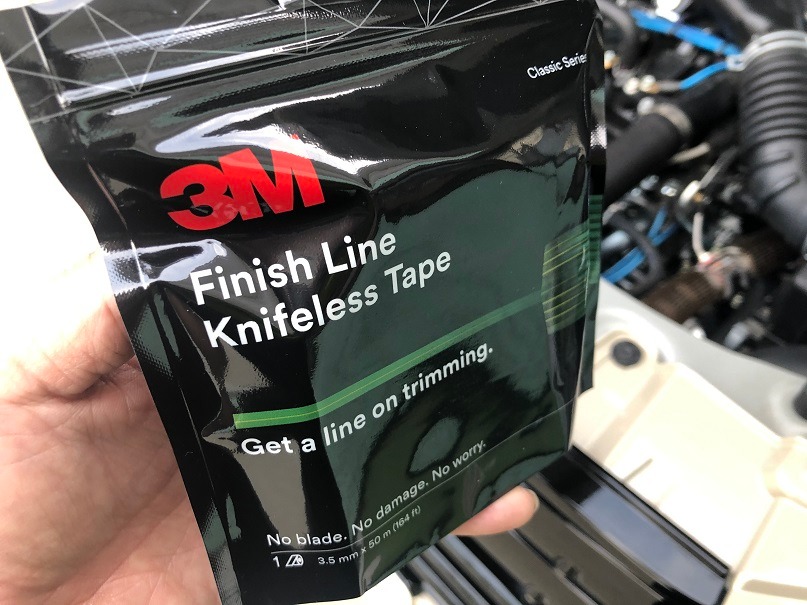 Classic Series
3M
Finish Line
Knifeless Tape
Get a line on trimming.
No blade. No damage. No worry.
1 3.5 mm x 50 m (164 ft)